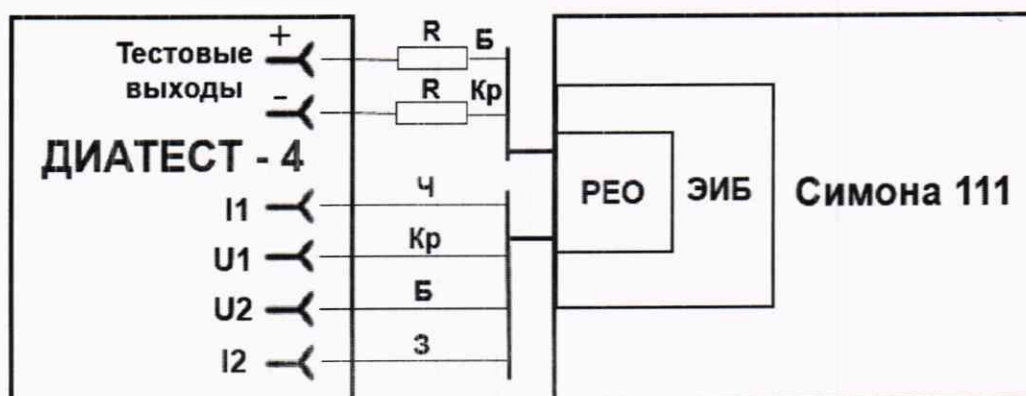 +
Тестовые
выходы
-
ДИАТЕСТ - 4
I1
U1
U2
I2
R Б
R Кр
Ч
Кр
Б
З
РЕО
ЭИБ
Симона 111